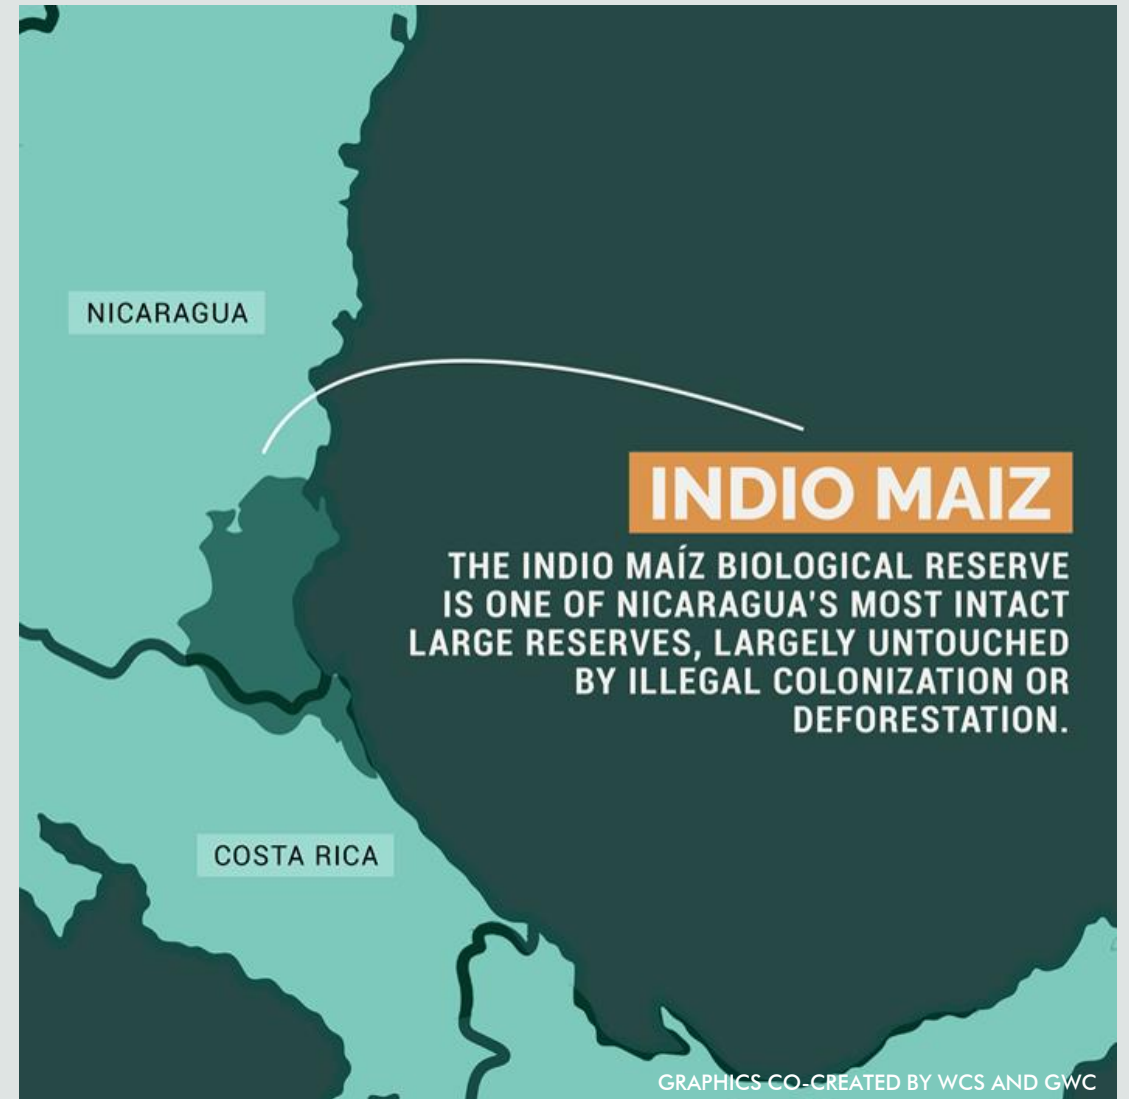 NICARAGUA
INDIO MAIZ
THE INDIO MAÍZ BIOLOGICAL RESERVE
IS ONE OF NICARAGUA'S MOST INTACT
LARGE RESERVES, LARGELY UNTOUCHED
BY ILLEGAL COLONIZATION OR
DEFORESTATION.
COSTA RICA
GRAPHICS CO-CREATED BY WCS AND GWC